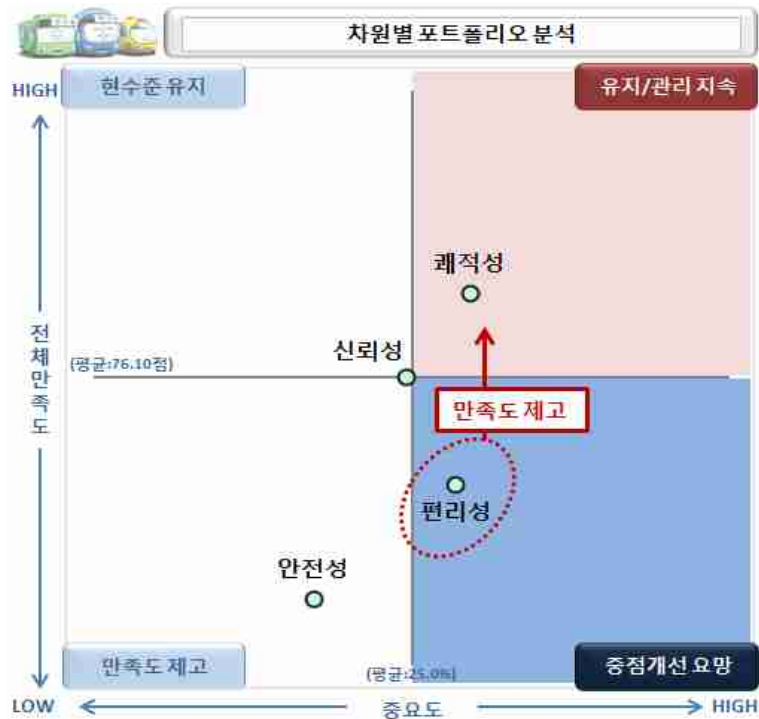 차원별 포트폴리오 분석
HIGH
현수준 유지
유지/관리 지속
쾌적성
신뢰성
전체만족도
(평균:76.10점)
만족도 제고
편리성
안전성
만족도 제고
(평균:25.0%)
중점개선 요망
LOW
중요도
HIGH